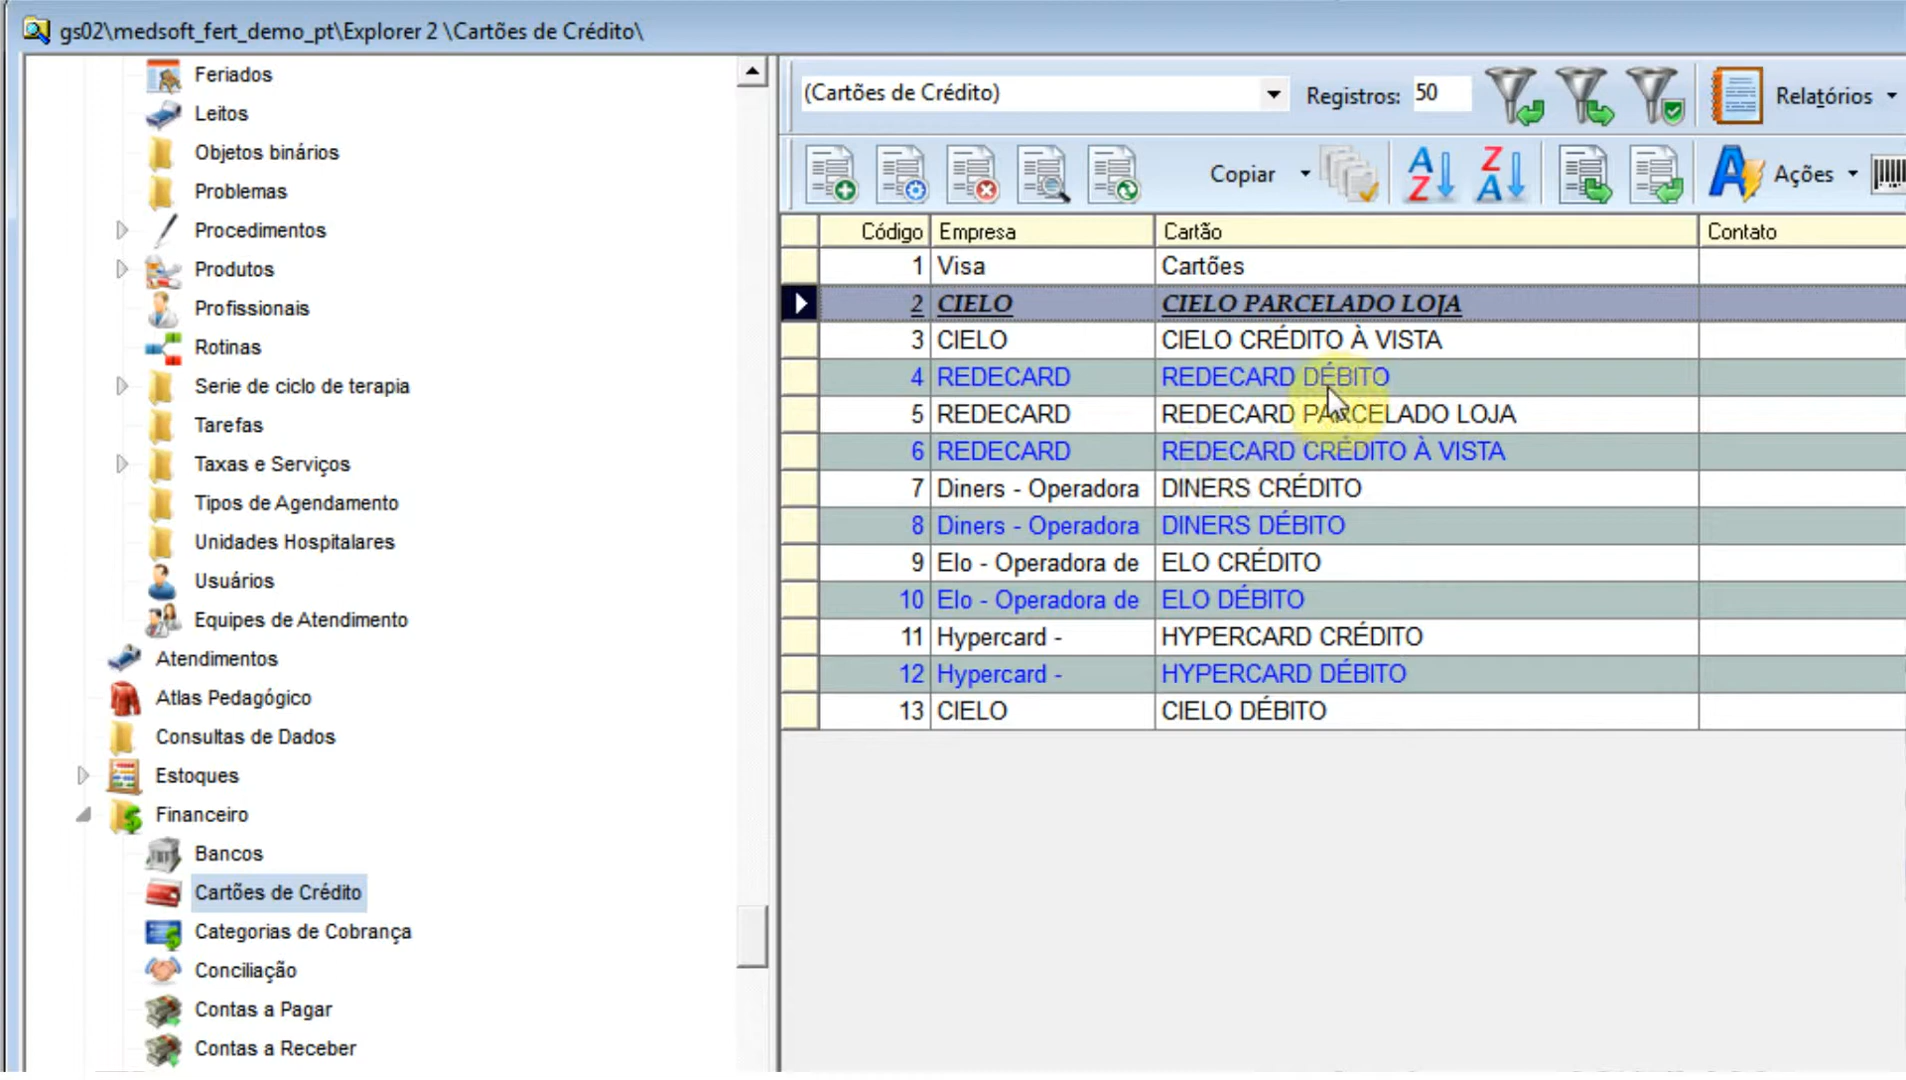 gs02\medsoft_fert_demo_pt\Explorer 2 \Cartões de Crédito\
Feriados
Leitos
Objetos binários
Problemas
Procedimentos
Produtos
Profissionais
Rotinas
Serie de ciclo de terapia
Tarefas
Taxas e Serviços
Tipos de Agendamento
Unidades Hospitalares
Usuários
Equipes de Atendimento
Atendimentos
Atlas Pedagógico
Consultas de Dados
Estoques
Financeiro
Bancos
Cartões de Crédito
Categorias de Cobrança
Conciliação
Contas a Pagar
Contas a Receber
(Cartões de Crédito) Registros: 50 Relatórios
Copiar Ações
Código Empresa Cartão Contato
1 Visa Cartões
2 CIELO CIELO PARCELADO LOJA
3 CIELO CIELO CRÉDITO À VISTA
4 REDECARD REDECARD DÉBITO
5 REDECARD REDECARD PARCELADO LOJA
6 REDECARD REDECARD CRÉDITO À VISTA
7 Diners - Operadora DINERS CRÉDITO
8 Diners - Operadora DINERS DÉBITO
9 Elo - Operadora de ELO CRÉDITO
10 Elo - Operadora de ELO DÉBITO
11 Hypercard - HYPERCARD CRÉDITO
12 Hypercard - HYPERCARD DÉBITO
13 CIELO CIELO DÉBITO